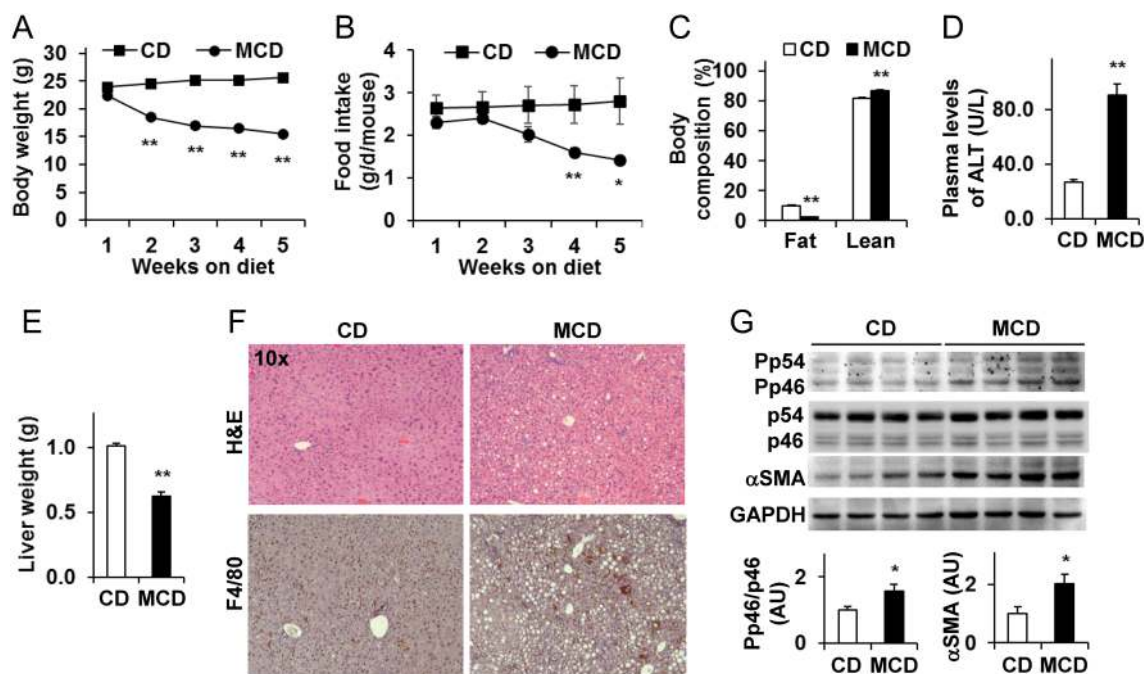 A
CD MCD
Body weight (g)
30
25
20
15
10
5
0
** ** ** **
1 2 3 4 5
Weeks on diet
B
CD MCD
Food intake
(g/d/mouse)
4
3
2
1
0
** *
1 2 3 4 5
Weeks on diet
C
CD MCD
Body
composition (%)
100
80
60
40
20
0
** **
Fat Lean
D
Plasma levels
of ALT (U/L)
80.0
40.0
0.0
**
CD MCD
E
Liver weight (g)
1.0
0.5
0.0
**
CD MCD
F
CD MCD
10x
H&E
F4/80
G
CD MCD
Pp54
Pp46
p54
p46
αSMA
GAPDH
Pp46/p46
(AU)
2
0
*
CD MCD
αSMA (AU)
2
0
*
CD MCD